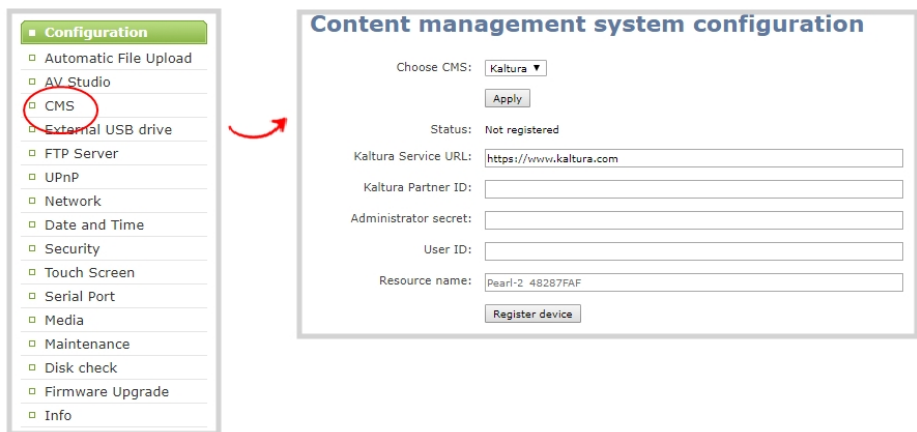 Configuration
Automatic File Upload
AV Studio
CMS
External USB drive
FTP Server
UPnP
Network
Date and Time
Security
Touch Screen
Serial Port
Media
Maintenance
Disk check
Firmware Upgrade
Info
Content management system configuration
Choose CMS: Kaltura
Apply
Status: Not registered
Kaltura Service URL: https://www.kaltura.com
Kaltura Partner ID:
Administrator secret:
User ID:
Resource name: Pearl-2 48287FAF
Register device